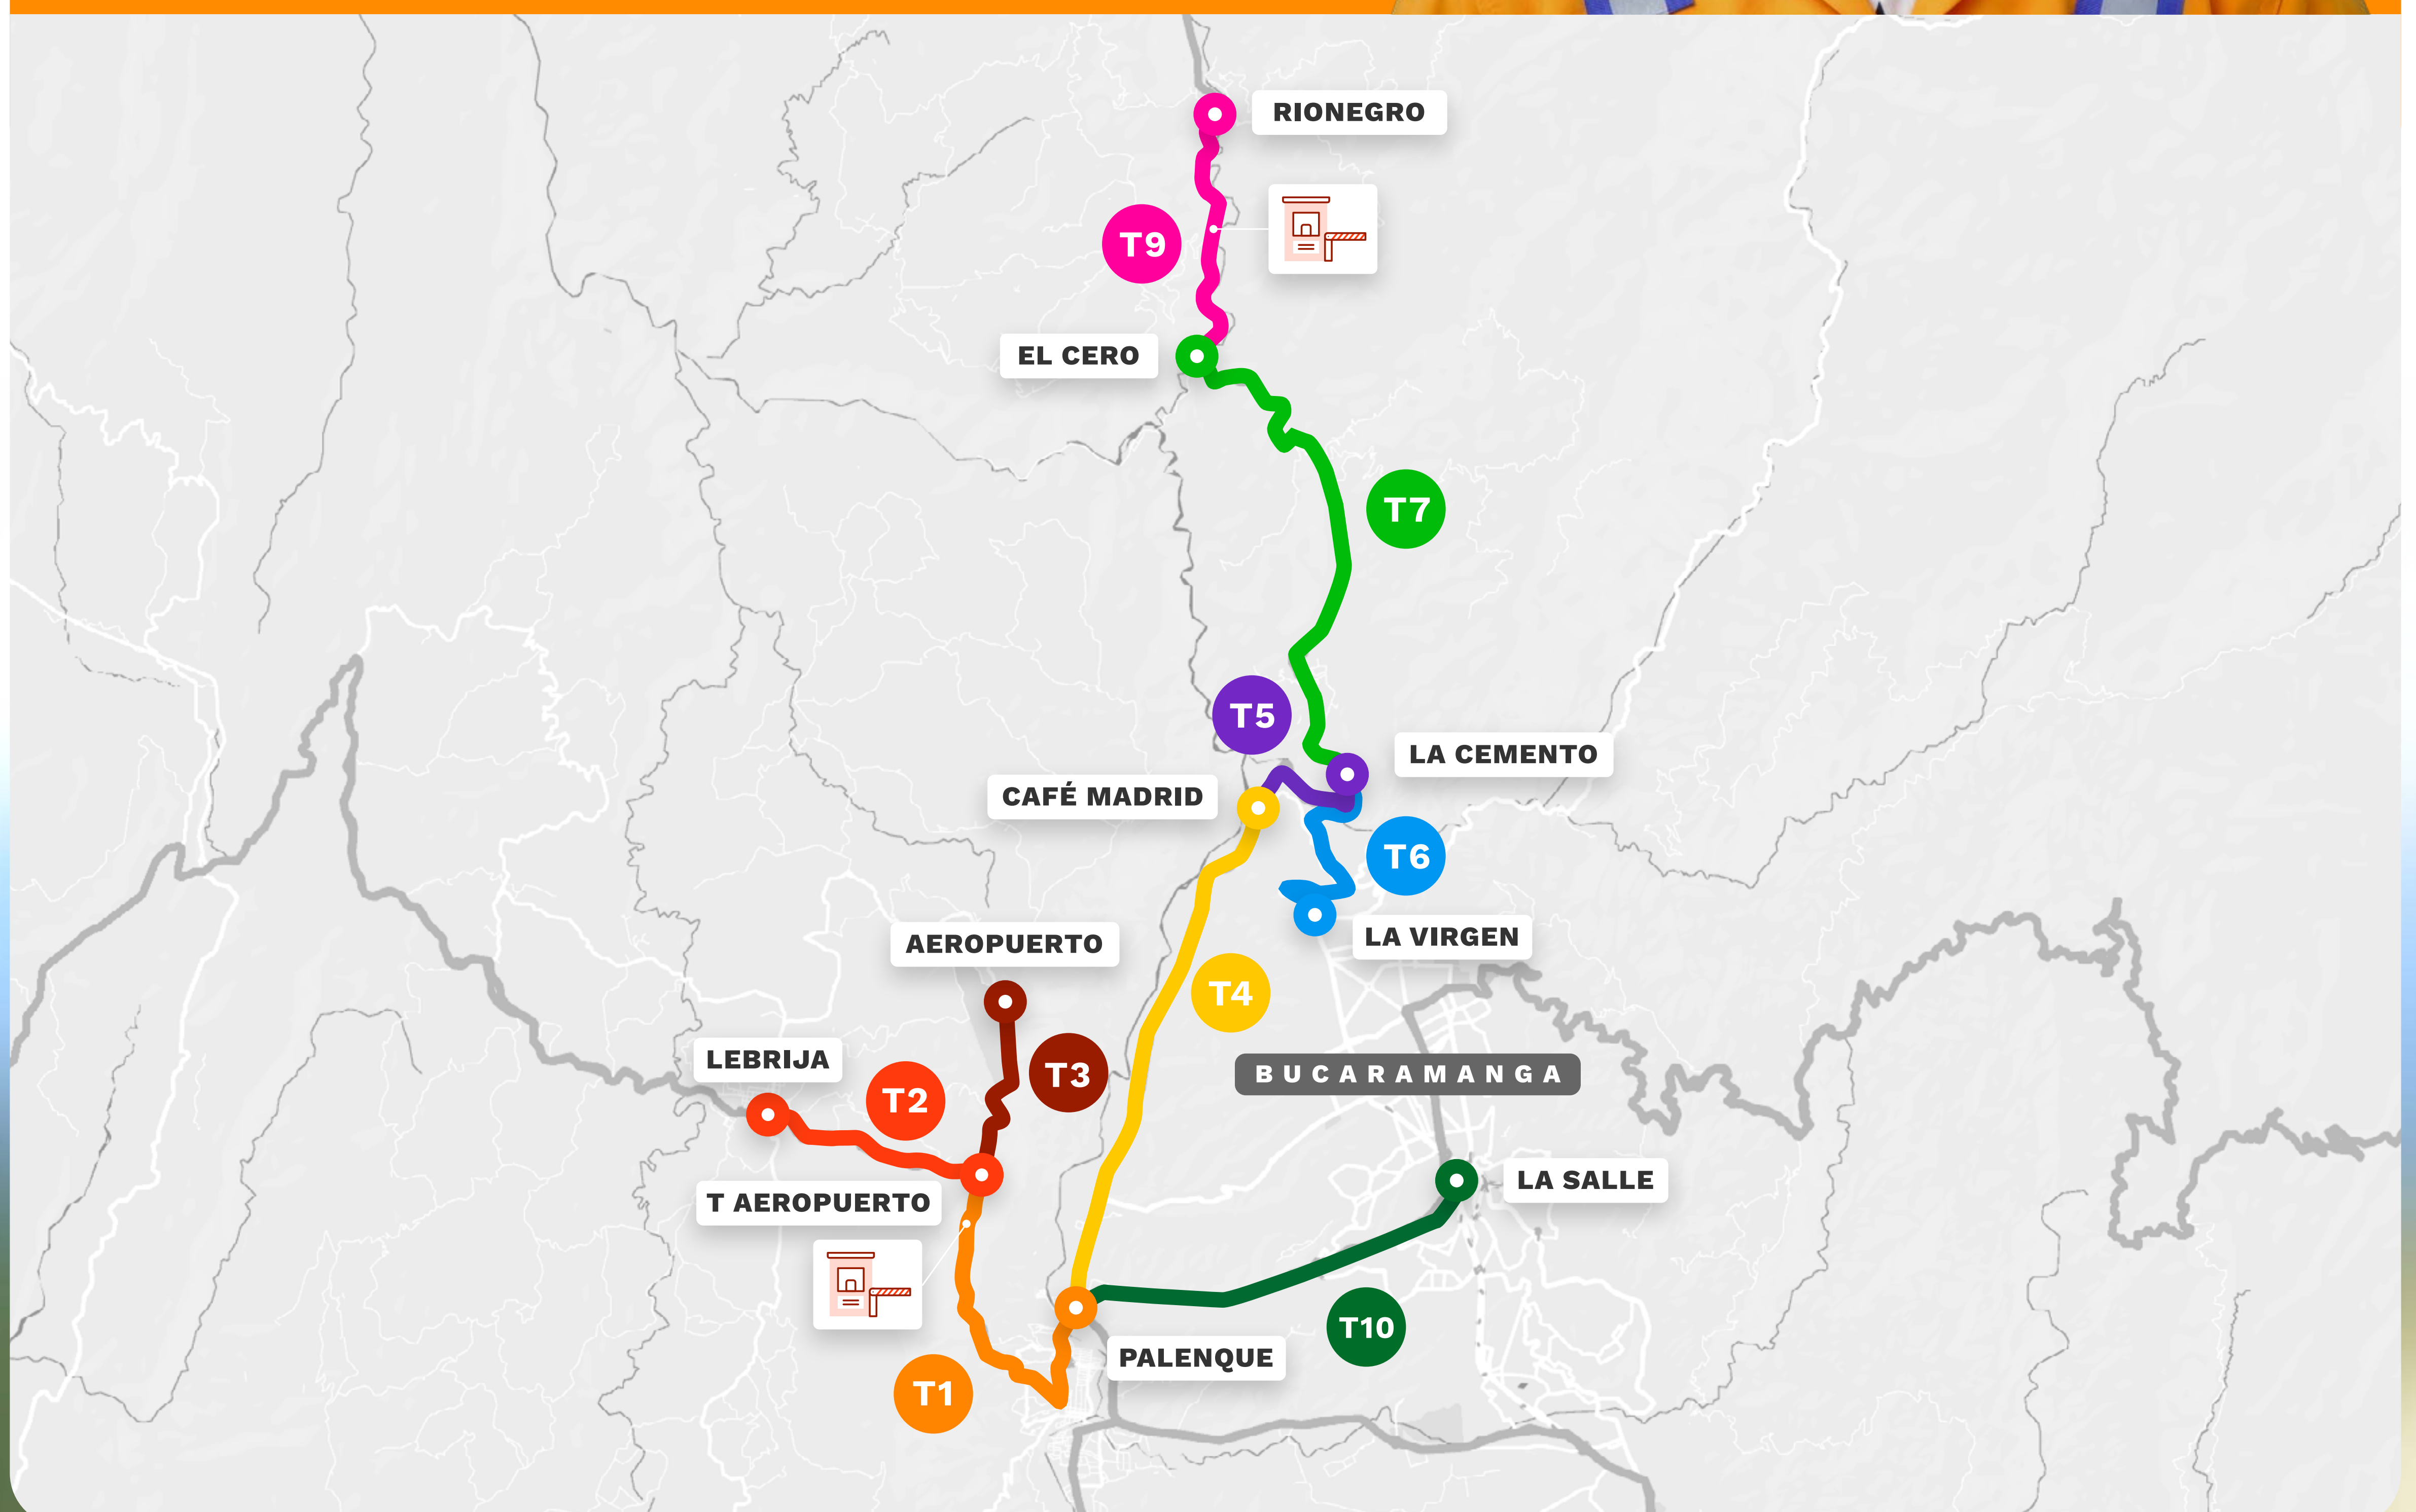 RIONEGRO
T9
EL CERO
T7
T5
LA CEMENTO
CAFÉ MADRID
T6
LA VIRGEN
AEROPUERTO
T4
LEBRIJA
T2
T3
BUCARAMANGA
T AEROPUERTO
LA SALLE
T10
PALENQUE
T1